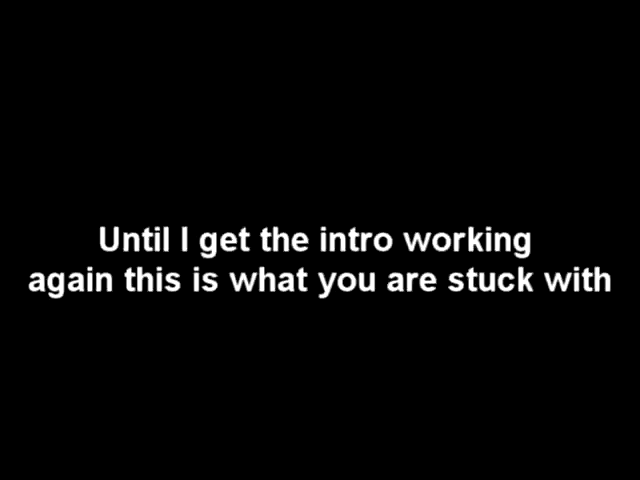 Until I get the intro working
again this is what you are stuck with